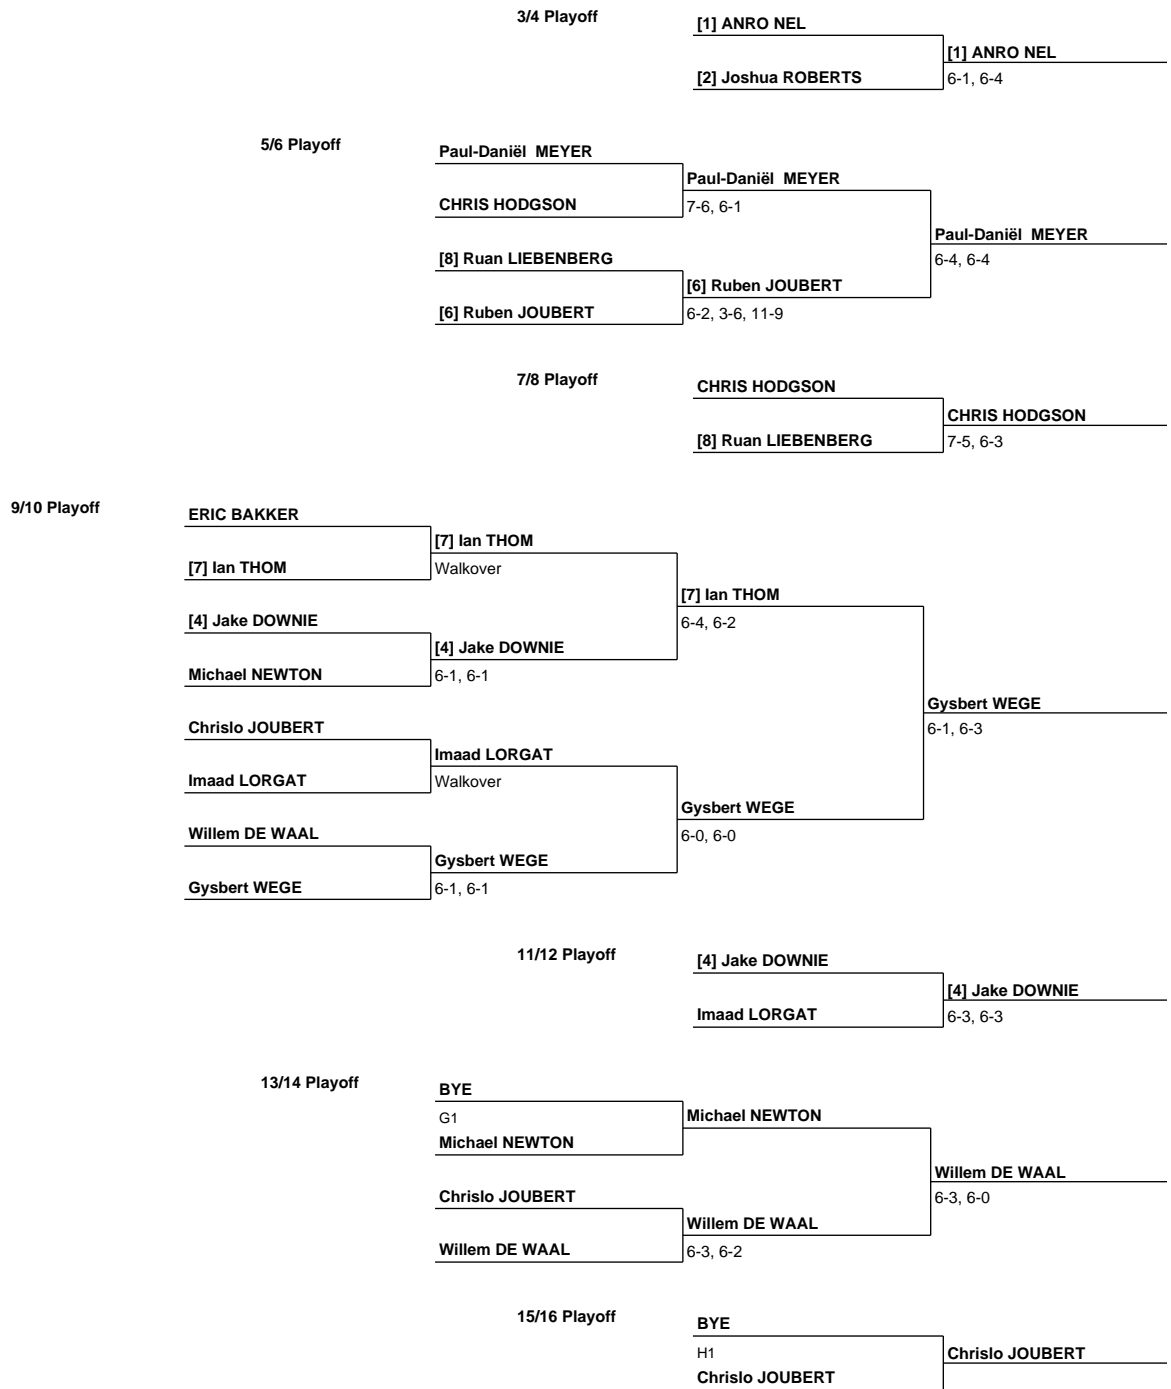 3/4 Playoff
[1] ANRO NEL
[1] ANRO NEL
[2] Joshua ROBERTS
6-1, 6-4
5/6 Playoff
Paul-Daniël  MEYER
Paul-Daniël  MEYER
CHRIS HODGSON
7-6, 6-1
Paul-Daniël  MEYER
[8] Ruan LIEBENBERG
6-4, 6-4
[6] Ruben JOUBERT
[6] Ruben JOUBERT
6-2, 3-6, 11-9
7/8 Playoff
CHRIS HODGSON
CHRIS HODGSON
[8] Ruan LIEBENBERG
7-5, 6-3
9/10 Playoff
ERIC BAKKER
[7] Ian THOM
[7] Ian THOM
Walkover
[7] Ian THOM
[4] Jake DOWNIE
6-4, 6-2
[4] Jake DOWNIE
Michael NEWTON
6-1, 6-1
Gysbert WEGE
Chrislo JOUBERT
6-1, 6-3
Imaad LORGAT
Imaad LORGAT
Walkover
Gysbert WEGE
Willem DE WAAL
6-0, 6-0
Gysbert WEGE
Gysbert WEGE
6-1, 6-1
11/12 Playoff
[4] Jake DOWNIE
[4] Jake DOWNIE
Imaad LORGAT
6-3, 6-3
13/14 Playoff
BYE
G1
Michael NEWTON
Michael NEWTON
Willem DE WAAL
Chrislo JOUBERT
6-3, 6-0
Willem DE WAAL
Willem DE WAAL
6-3, 6-2
15/16 Playoff
BYE
H1
Chrislo JOUBERT
Chrislo JOUBERT